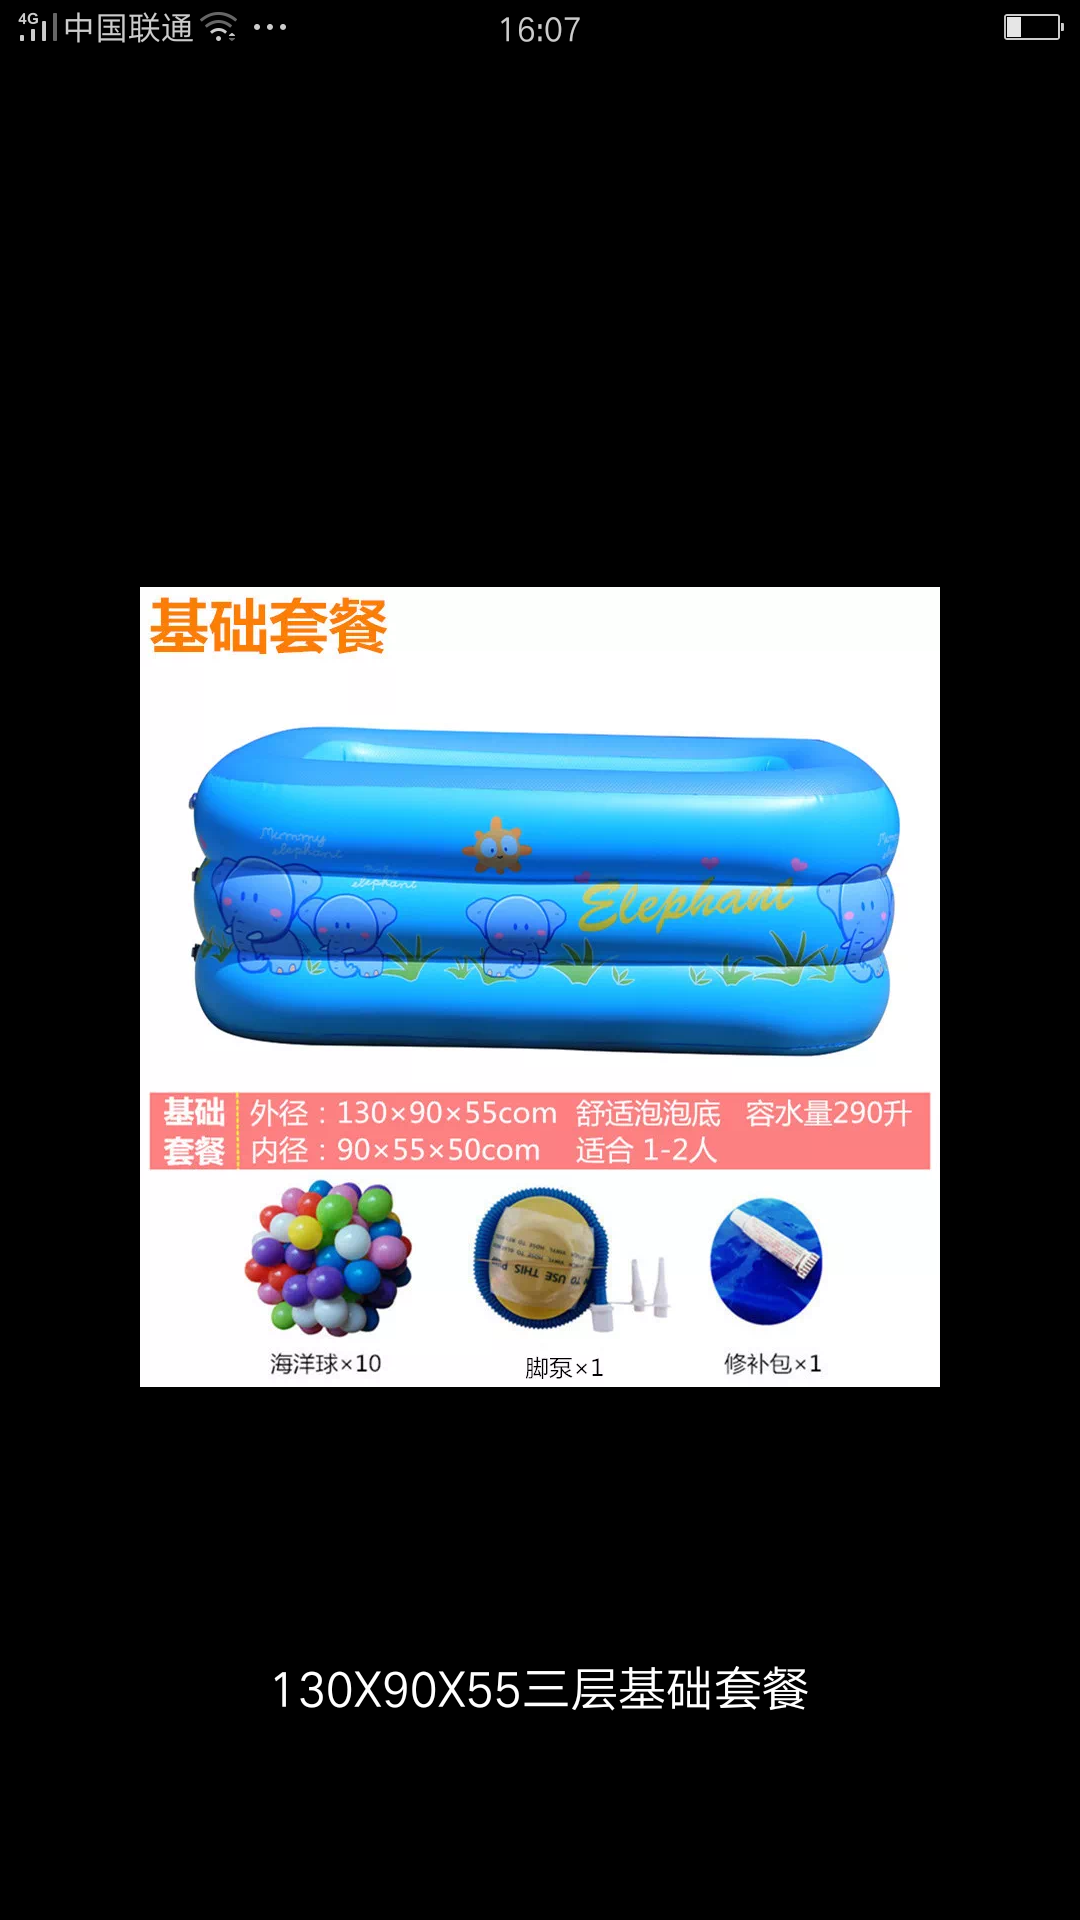 4G 中国联通 ... 16:07
基础套餐
Mummy
elephant
elephant
Elephant
基础套餐
外径：130×90×55com 舒适泡泡底 容水量290升
内径：90×55×50com 适合 1-2人
海洋球×10
脚泵×1
修补包×1
130X90X55三层基础套餐